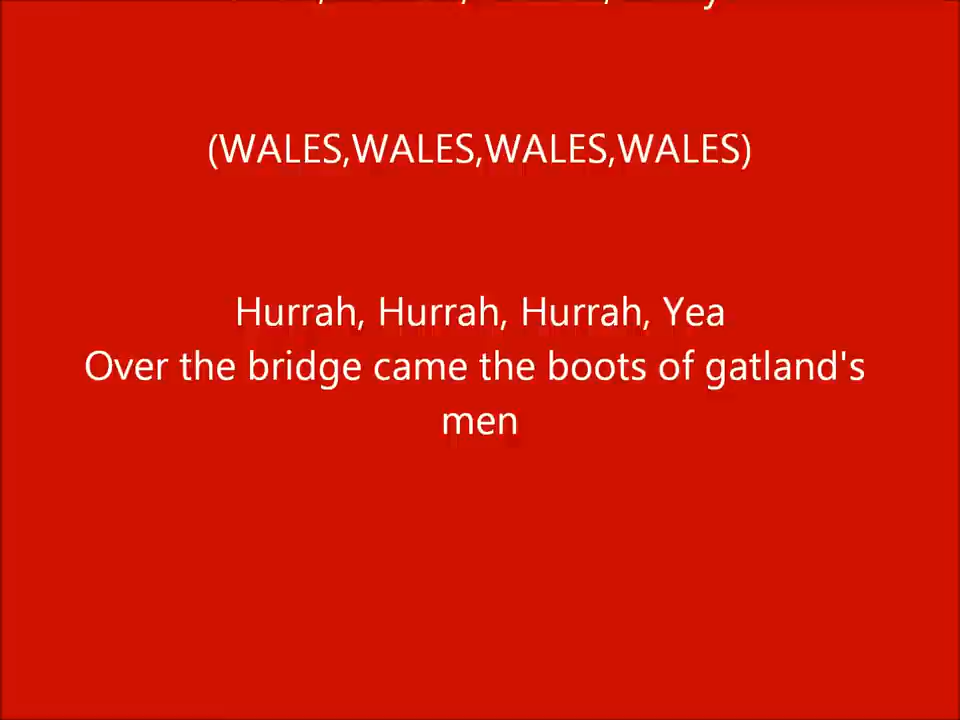 (WALES,WALES,WALES,WALES)
Hurrah, Hurrah, Hurrah, Yea
Over the bridge came the boots of gatland's
men